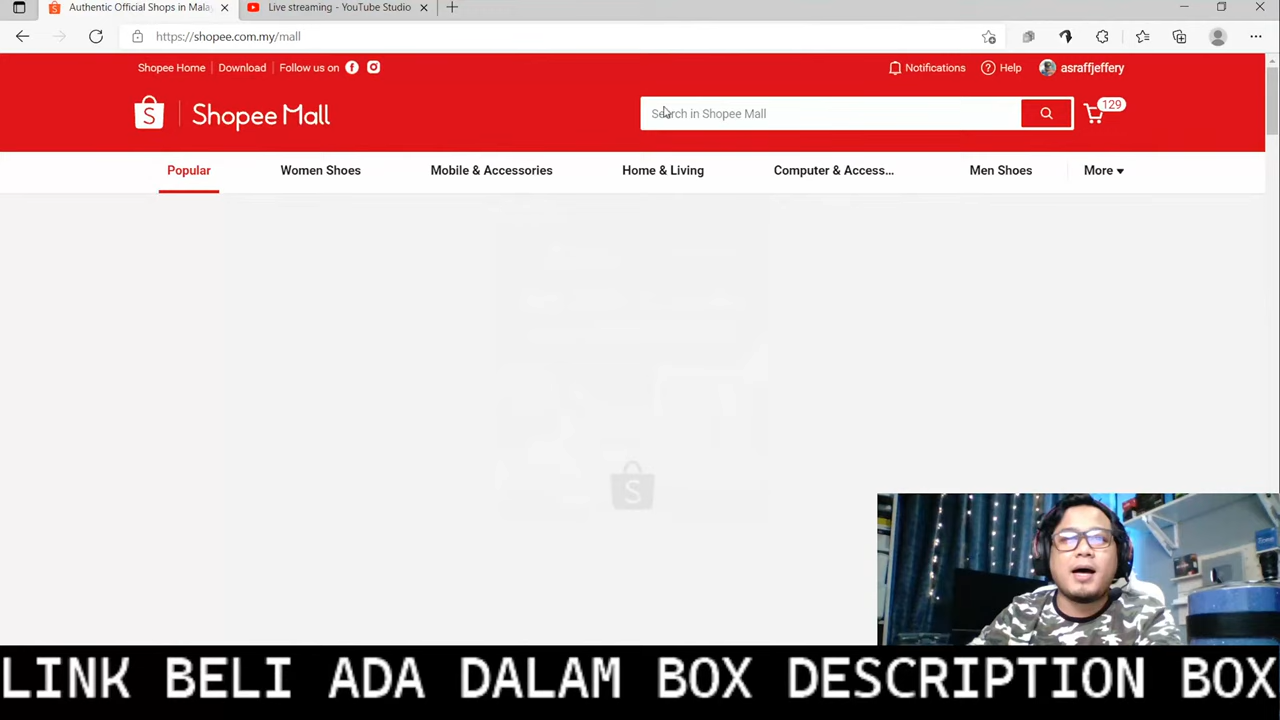 Authentic Official Shops in Mala
Live streaming - YouTube Studio
https://shopee.com.my/mall
Shopee Home
Download
Follow us on
Notifications
Help
asraffjeffery
Shopee Mall
Search in Shopee Mall
129
Popular
Women Shoes
Mobile & Accessories
Home & Living
Computer & Access...
Men Shoes
More
LINK BELI ADA DALAM BOX DESCRIPTION BOX